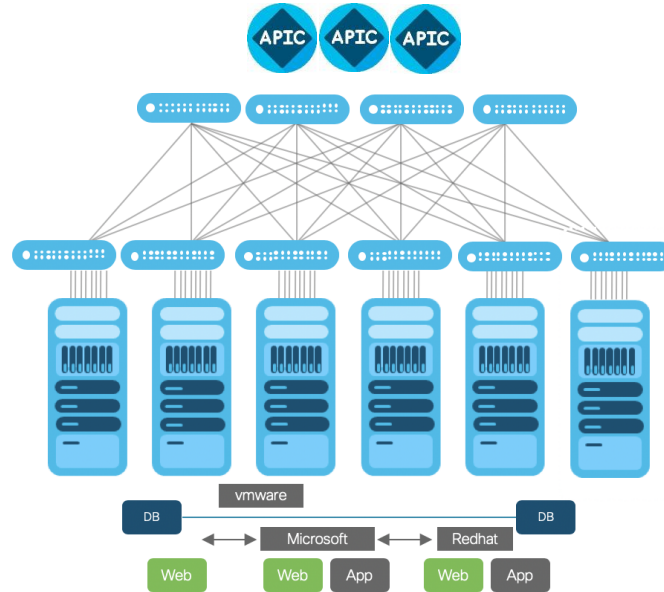 APIC APIC APIC
vmware
DB DB
Microsoft Redhat
Web Web App Web App